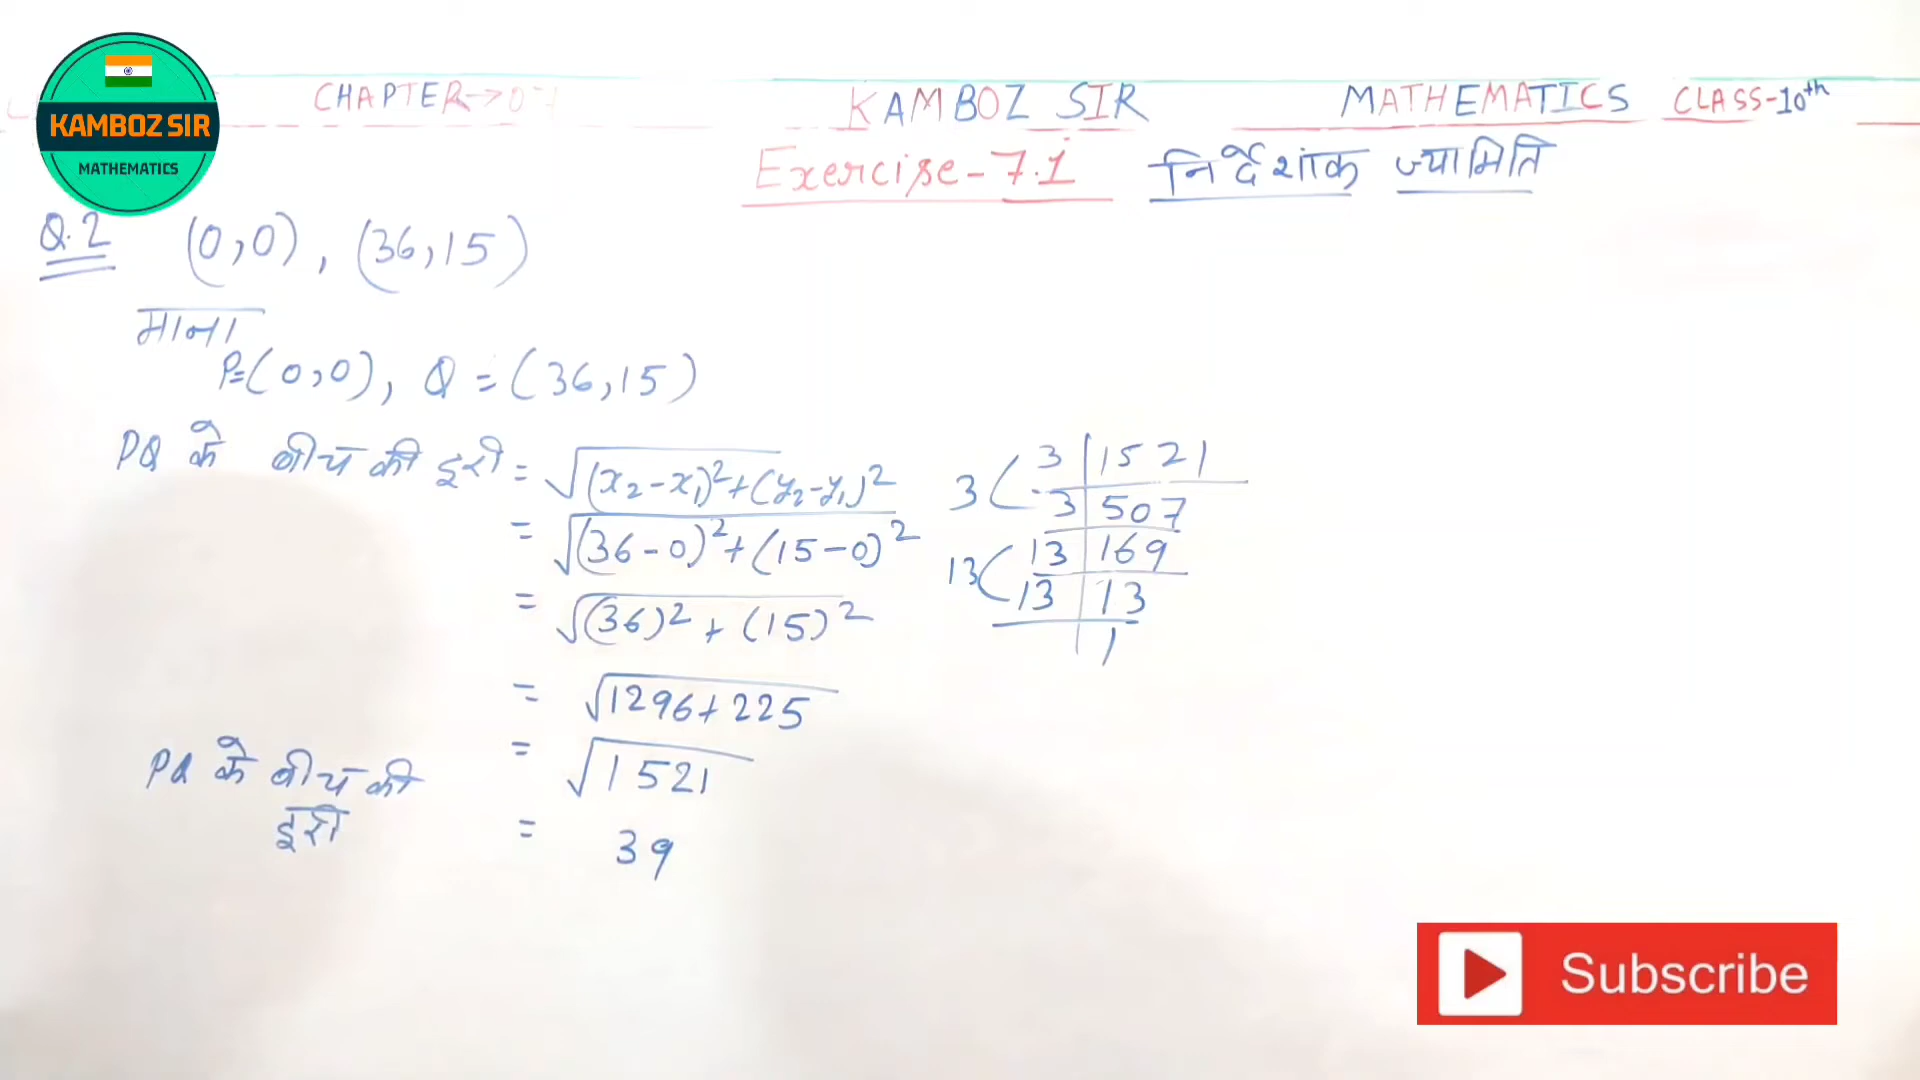 KAMBOZ SIR
MATHEMATICS
CHAPTER→07 KAMBOZ SIR MATHEMATICS CLASS-10th
Exercise-7.1 निर्देशांक ज्यामिति
Q.2 (0,0), (36,15)
माना
P=(0,0), Q=(36,15)
PQ के बीच की दूरी = √(x₂-x₁)²+(y₂-y₁)²
= √(36-0)²+(15-0)²
= √(36)²+(15)²
= √1296+225
= √1521
PQ के बीच की दूरी = 39
3 | 1521
3 3 | 507
13 | 169
13 13 | 13
| 1
Subscribe